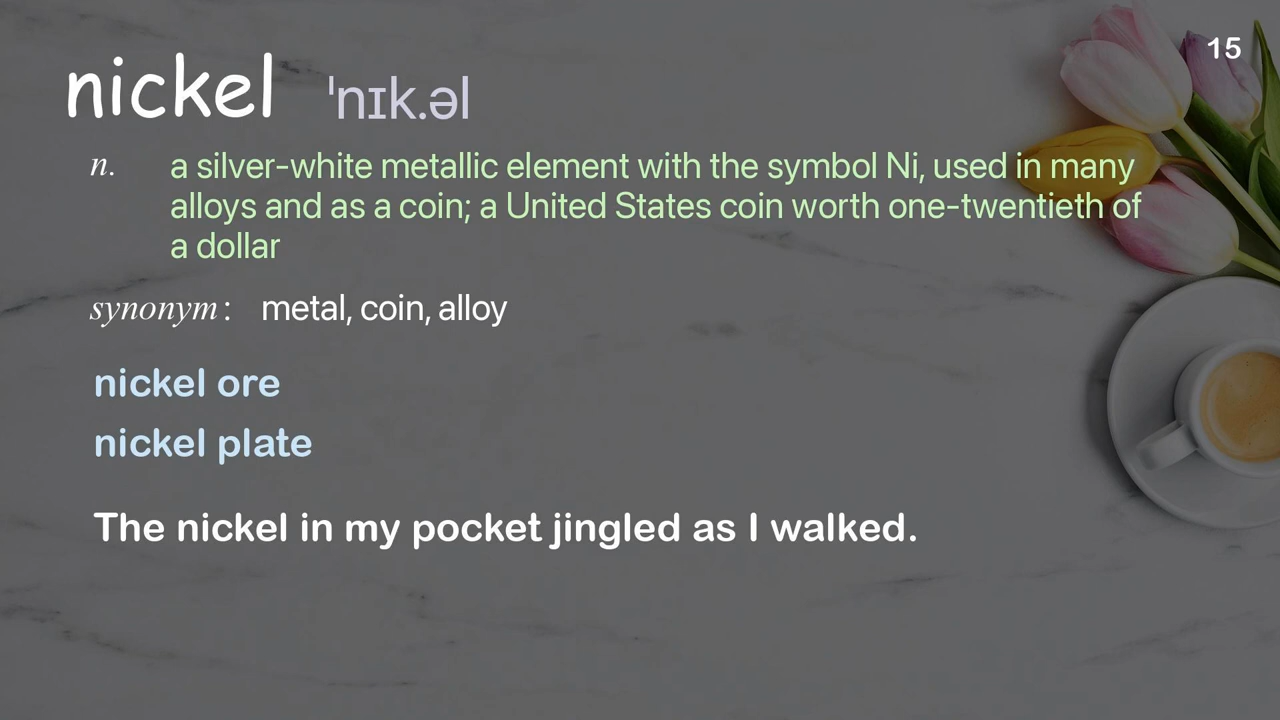 15
nickel ˈnɪk.əl
n. a silver-white metallic element with the symbol Ni, used in many
alloys and as a coin; a United States coin worth one-twentieth of
a dollar
synonym: metal, coin, alloy
nickel ore
nickel plate
The nickel in my pocket jingled as I walked.